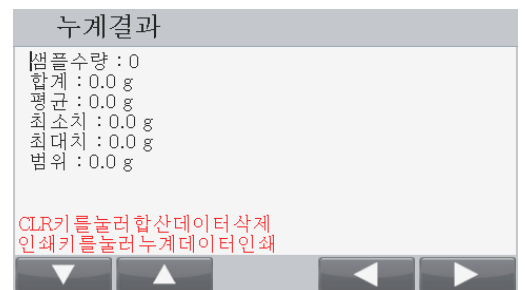 누계결과
샘플수량 : 0
합계 : 0.0 g
평균 : 0.0 g
최소치 : 0.0 g
최대치 : 0.0 g
범위 : 0.0 g
CLR키를눌러합산데이터삭제
인쇄키를눌러누계데이터인쇄